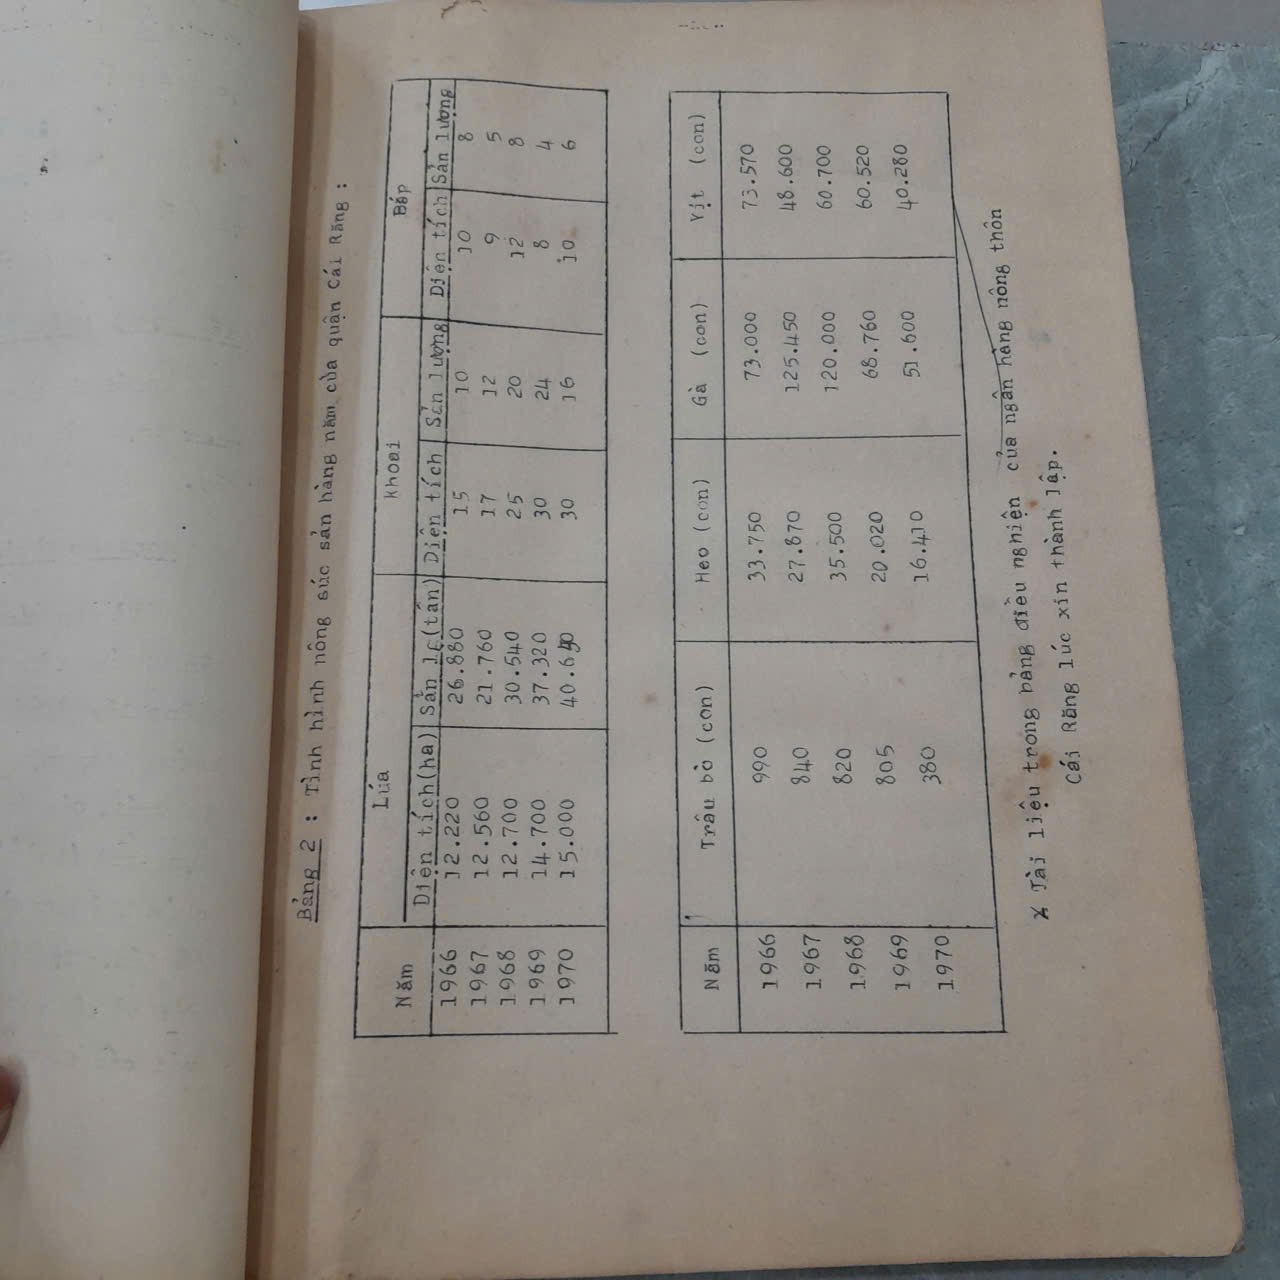 Bảng 2 : Tình hình nông súc sản hàng năm của quận Cái Răng :
Năm Lúa Khoai Bắp
Diện tích(ha) Sản lg(tấn) Diện tích Sản lượng Diện tích Sản lượng
1966 12.220 26.880 15 10 10 8
1967 12.560 21.760 17 12 9 5
1968 12.700 30.540 25 20 12 8
1969 14.700 37.320 30 24 8 4
1970 15.000 30 16 10 6
Năm Trâu bò (con) Heo (con) Gà (con) Vịt (con)
1966 990 33.750 73.000 73.570
1967 840 27.870 125.450 48.600
1968 820 35.500 120.000 60.700
1969 805 20.020 68.760 60.520
1970 380 16.410 51.600 40.280
Tài liệu trong bảng điều nghiện của ngân hàng nông thôn
Cái Răng lúc xin thành lập.